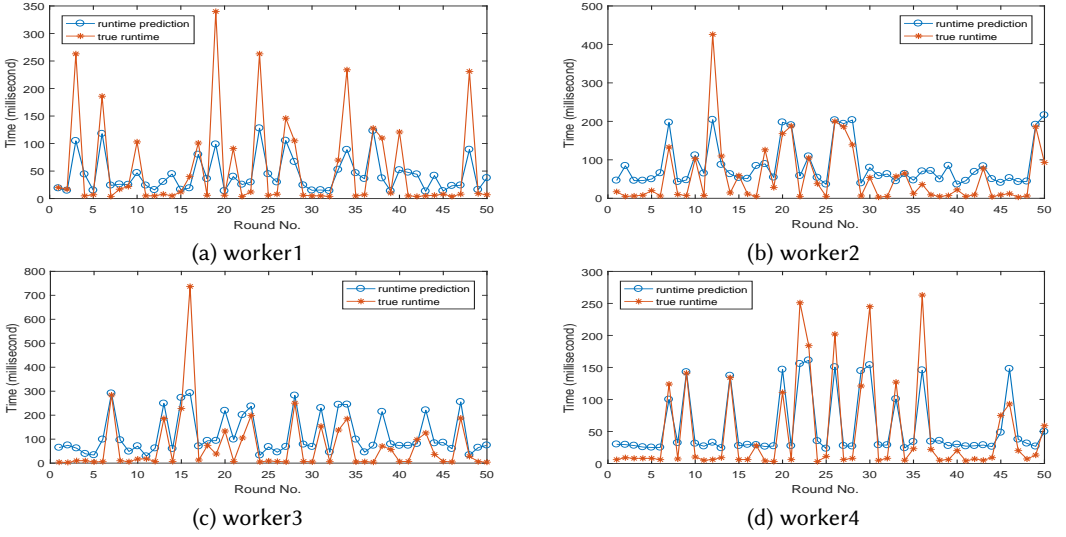 350
300
250
200
150
100
50
0
Time (millisecond)
runtime prediction
true runtime
0 5 10 15 20 25 30 35 40 45 50
Round No.
(a) worker1
500
400
300
200
100
0
Time (millisecond)
runtime prediction
true runtime
0 5 10 15 20 25 30 35 40 45 50
Round No.
(b) worker2
800
700
600
500
400
300
200
100
0
Time (millisecond)
runtime prediction
true runtime
0 5 10 15 20 25 30 35 40 45 50
Round No.
(c) worker3
300
250
200
150
100
50
0
Time (millisecond)
runtime prediction
true runtime
0 5 10 15 20 25 30 35 40 45 50
Round No.
(d) worker4